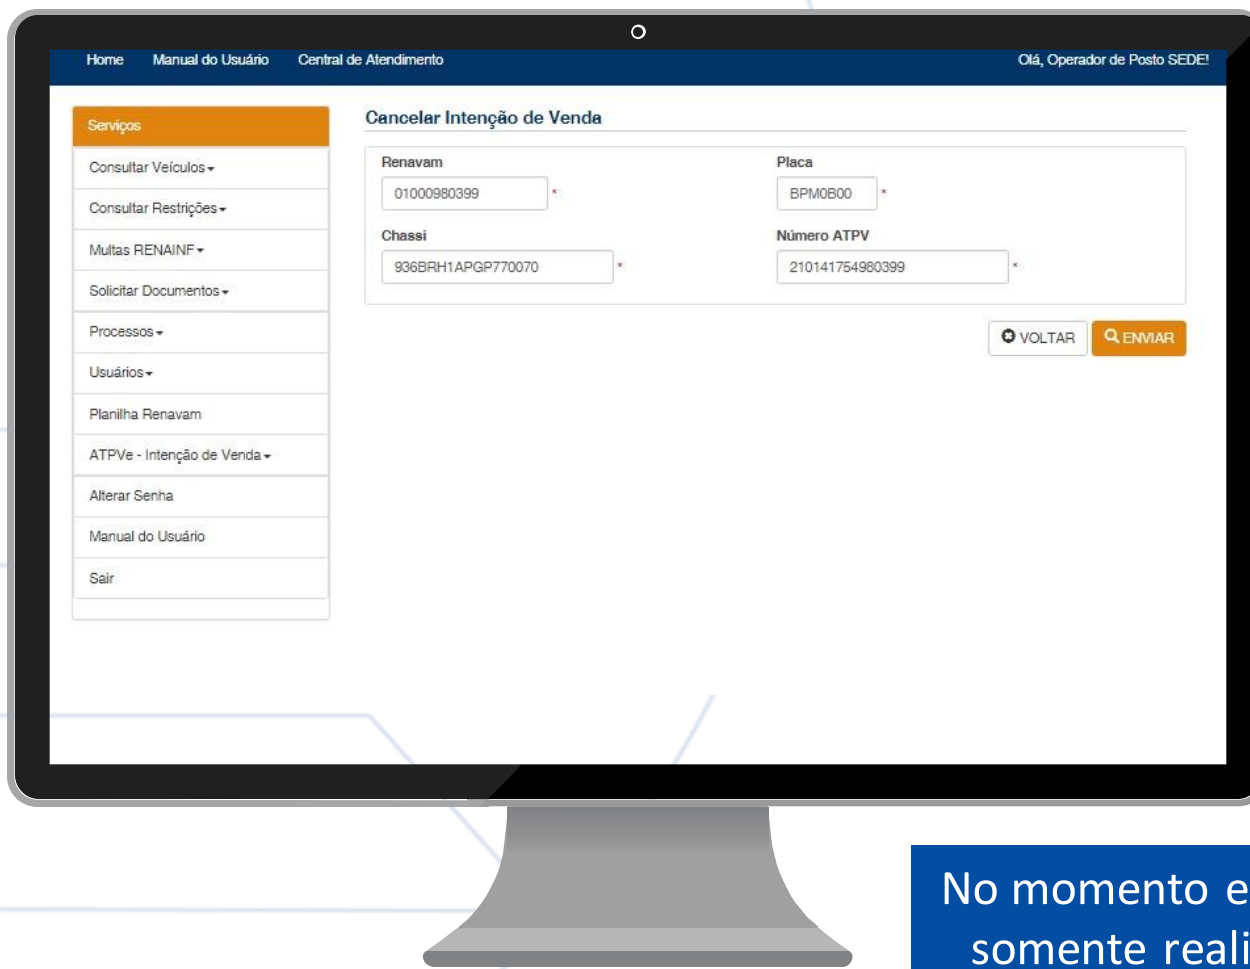 Home Manual do Usuário Central de Atendimento Olá, Operador de Posto SEDE!
Serviços
Consultar Veículos
Consultar Restrições
Multas RENAINF
Solicitar Documentos
Processos
Usuários
Planilha Renavam
ATPVe - Intenção de Venda
Alterar Senha
Manual do Usuário
Sair
Cancelar Intenção de Venda
Renavam Placa
01000980399 * BPM0B00 *
Chassi Número ATPV
936BRH1APGP770070 * 210141754980399 *
VOLTAR ENVIAR
No momento e
somente reali